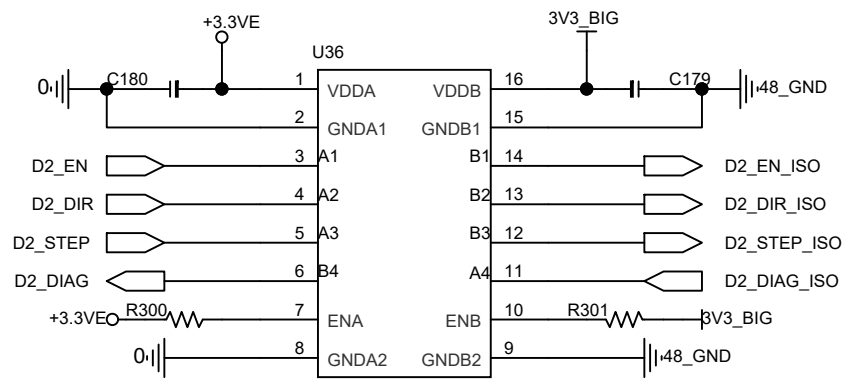 +3.3VE 3V3_BIG
U36
0 C180 1 VDDA VDDB 16 C179 48_GND
2 GNDA1 GNDB1 15
D2_EN 3 A1 B1 14 D2_EN_ISO
D2_DIR 4 A2 B2 13 D2_DIR_ISO
D2_STEP 5 A3 B3 12 D2_STEP_ISO
D2_DIAG 6 B4 A4 11 D2_DIAG_ISO
+3.3VE R300 7 ENA ENB 10 R301 3V3_BIG
0 8 GNDA2 GNDB2 9 48_GND